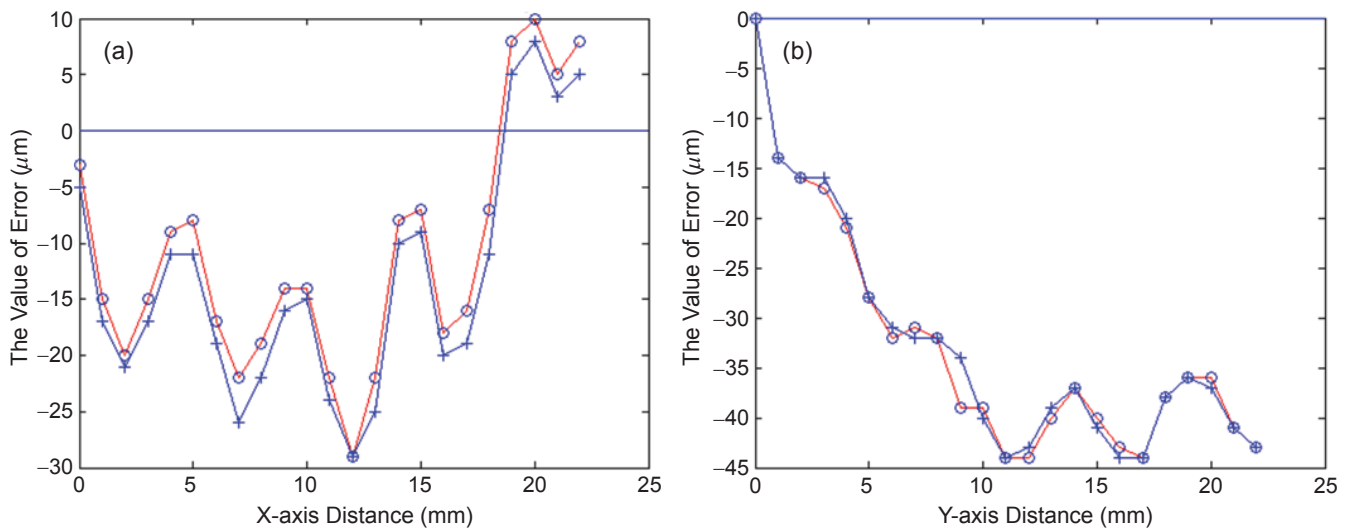 (a)
The Value of Error (μm)
10
5
0
−5
−10
−15
−20
−25
−30
0 5 10 15 20 25
X-axis Distance (mm)
(b)
The Value of Error (μm)
0
−5
−10
−15
−20
−25
−30
−35
−40
−45
0 5 10 15 20 25
Y-axis Distance (mm)